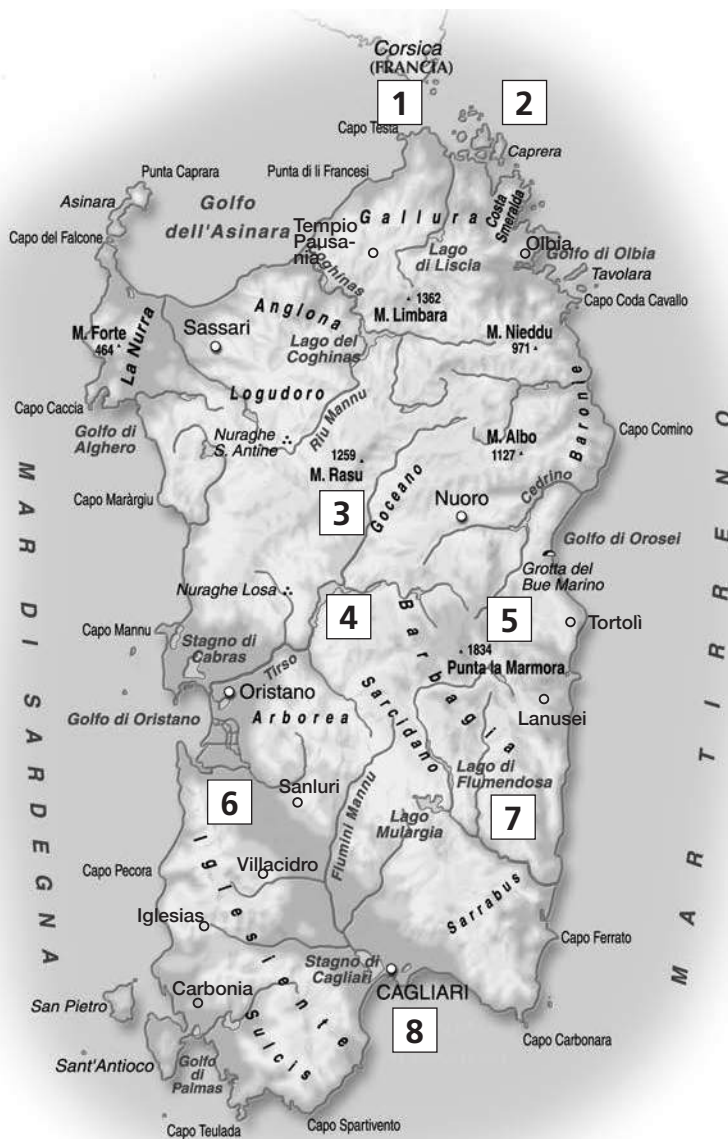 Corsica
(FRANCIA)
1
2
Capo Testa
Caprera
Punta Caprara
Punta di li Francesi
Asinara
Golfo
dell'Asinara
Capo del Falcone
Gallura
Costa
Smeralda
Tempio
Pausa-
nia
Coghinas
Lago
di Liscia
Olbia
Golfo di Olbia
Tavolara
Capo Coda Cavallo
1362
M. Limbara
Anglona
M. Forte
464
La Nurra
Sassari
Lago del
Coghinas
M. Nieddu
971
Logudoro
Riu Mannu
Capo Caccia
Golfo di
Alghero
Nuraghe
S. Antine
1259
M. Rasu
M. Albo
1127
Baronie
Capo Comino
Capo Maràrgiu
3
Goceano
Nuoro
Cedrino
Golfo di Orosei
Grotta del
Bue Marino
Nuraghe Losa
4
Barbagia
5
Tortolì
Capo Mannu
Stagno di
Cabras
Tirso
1834
Punta la Marmora
Oristano
Golfo di Oristano
Arborea
Sarcidano
Lanusei
6
Sanluri
Flumini Mannu
Lago di
Flumendosa
Lago
Mulargia
7
Capo Pecora
Villacidro
Iglesiente
Sarrabus
Iglesias
Capo Ferrato
Stagno di
Cagliari
CAGLIARI
Carbonia
San Pietro
Sulcis
8
Capo Carbonara
Sant'Antioco
Golfo
di
Palmas
Capo Teulada
Capo Spartivento
MAR DI SARDEGNA
MAR TIRRENO